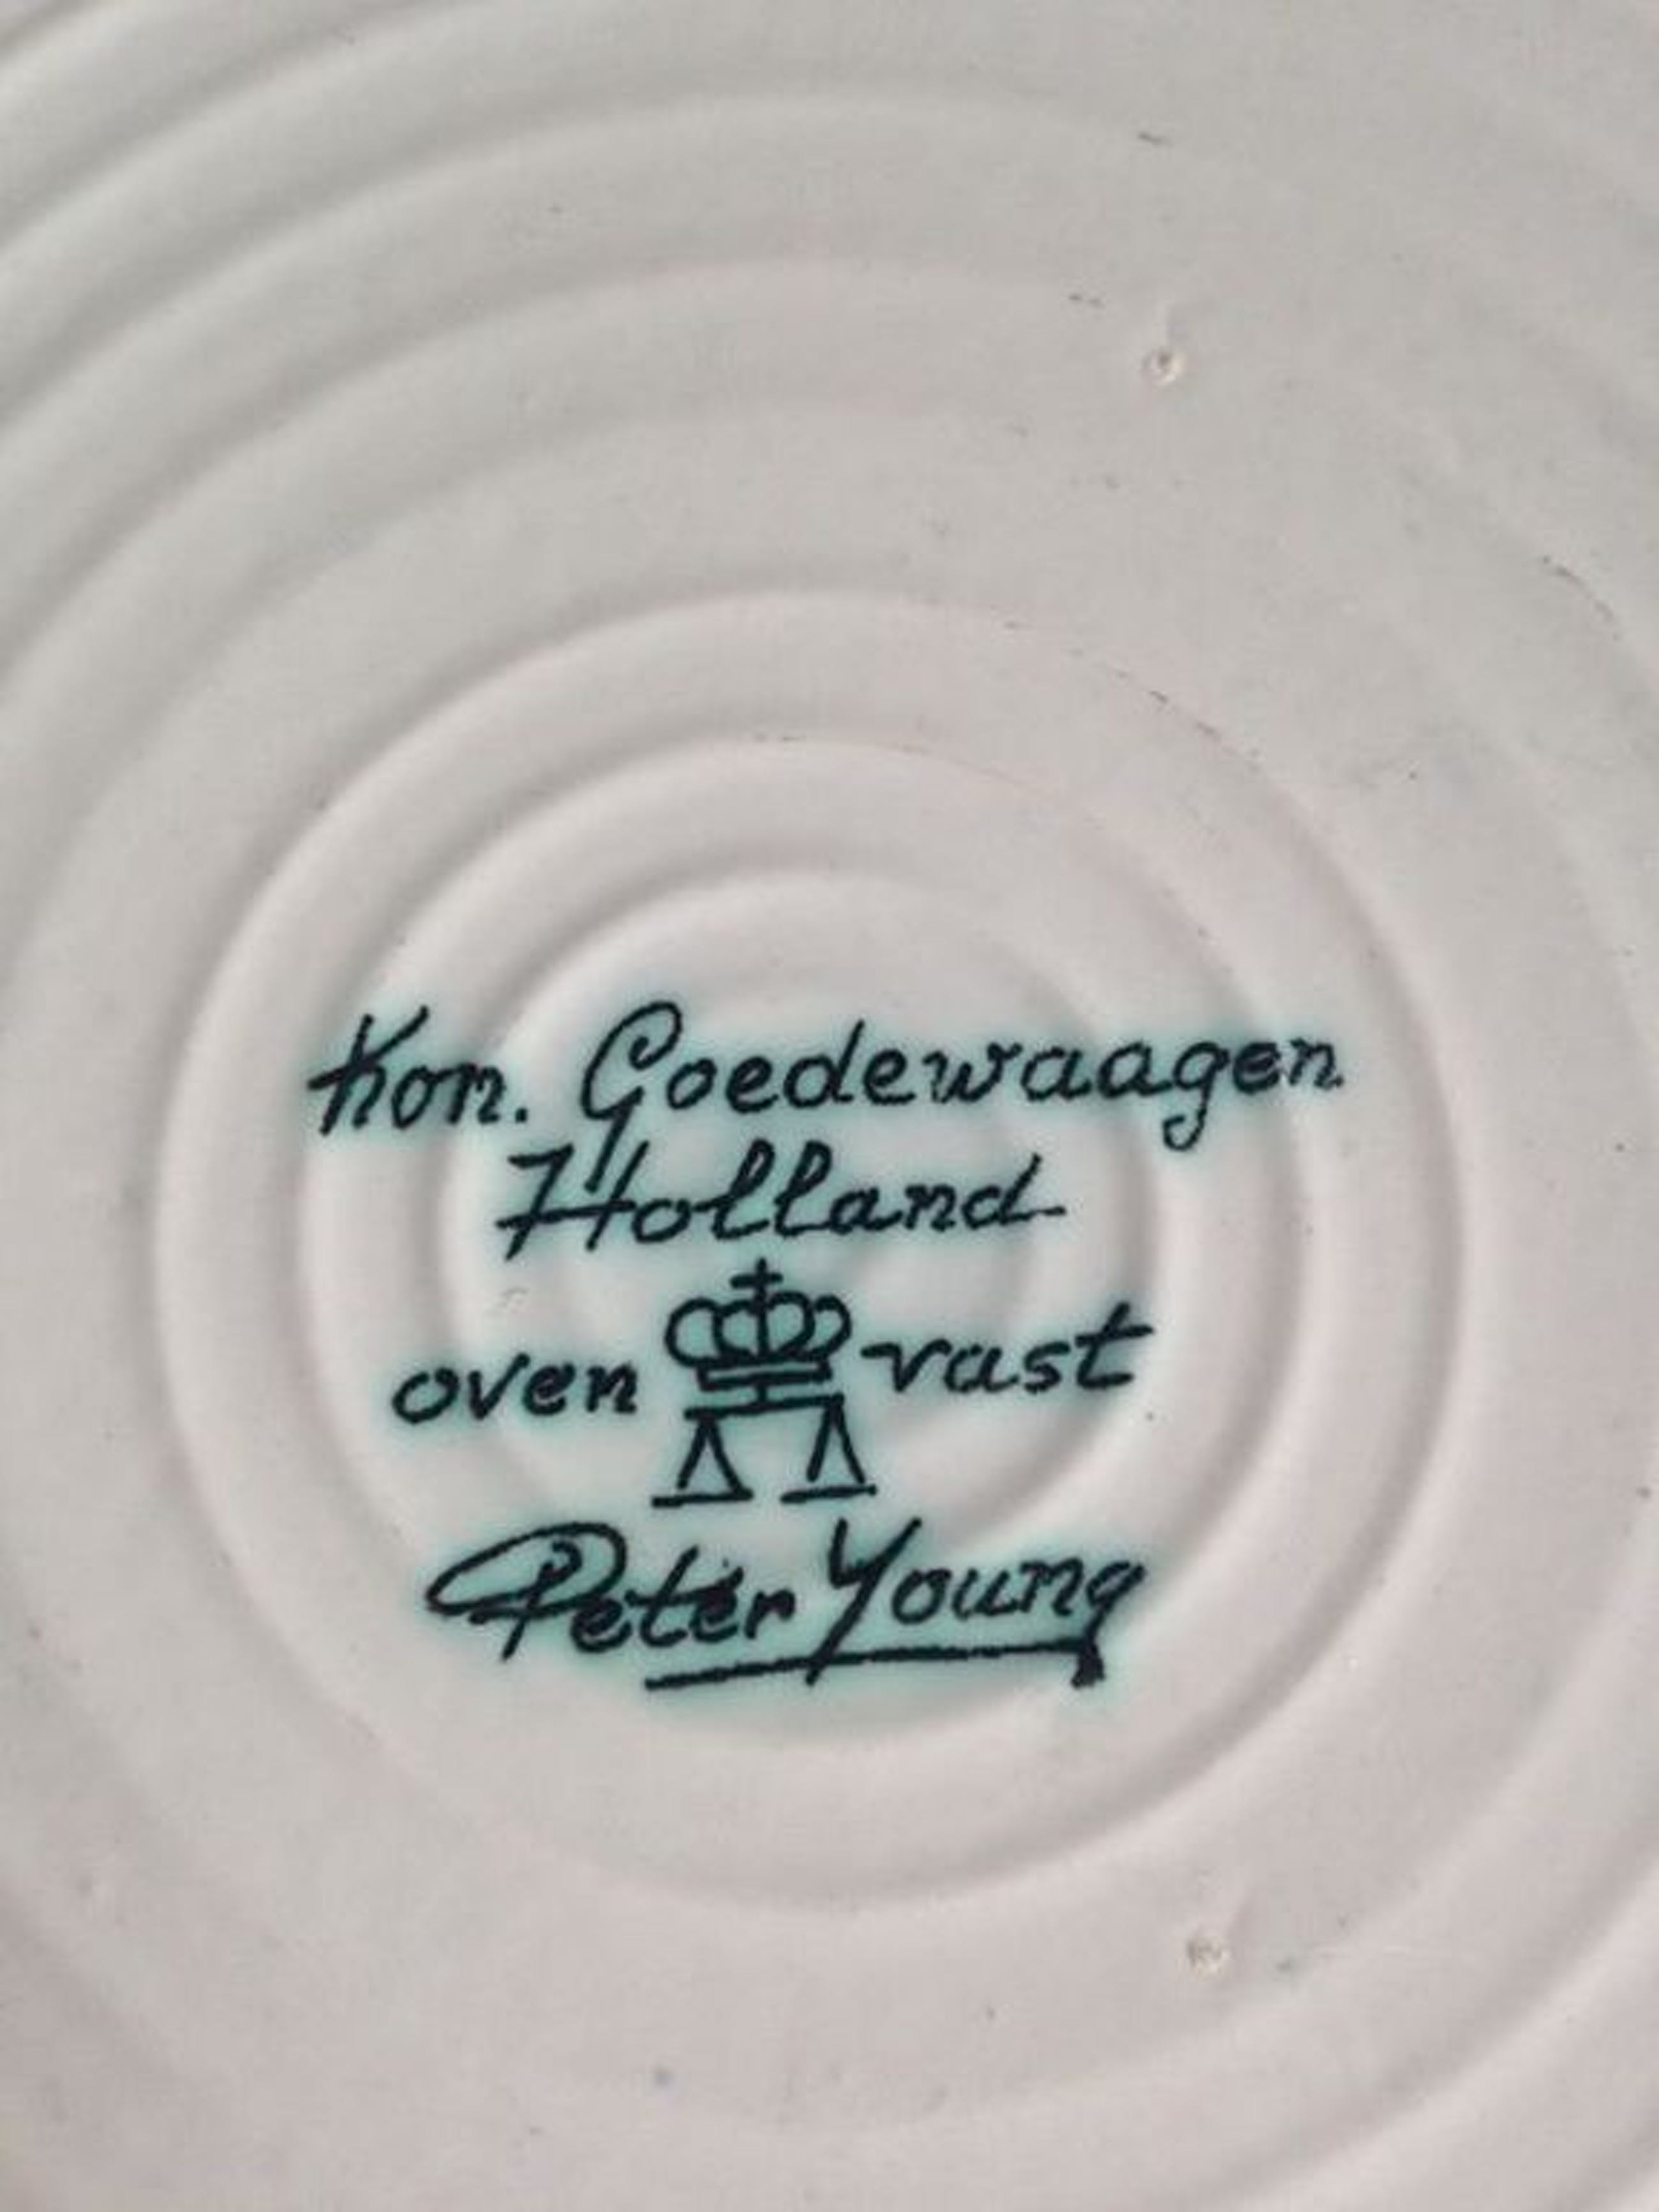 Kon. Goedewaagen
Holland
oven vast
Peter Young